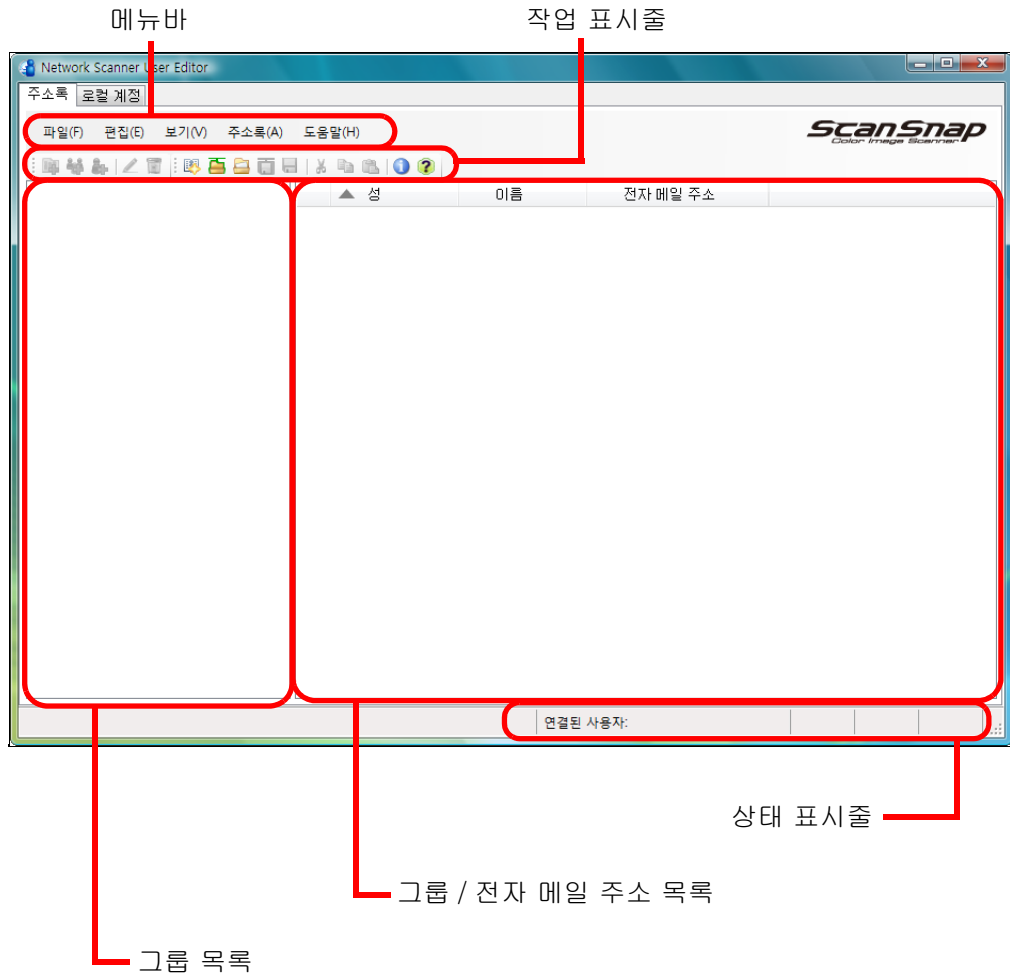 메뉴바 작업 표시줄
Network Scanner User Editor
주소록 로컬 계정
파일(F) 편집(E) 보기(V) 주소록(A) 도움말(H)
ScanSnap
Color Image Scanner
성 이름 전자 메일 주소
연결된 사용자:
상태 표시줄
그룹 / 전자 메일 주소 목록
그룹 목록